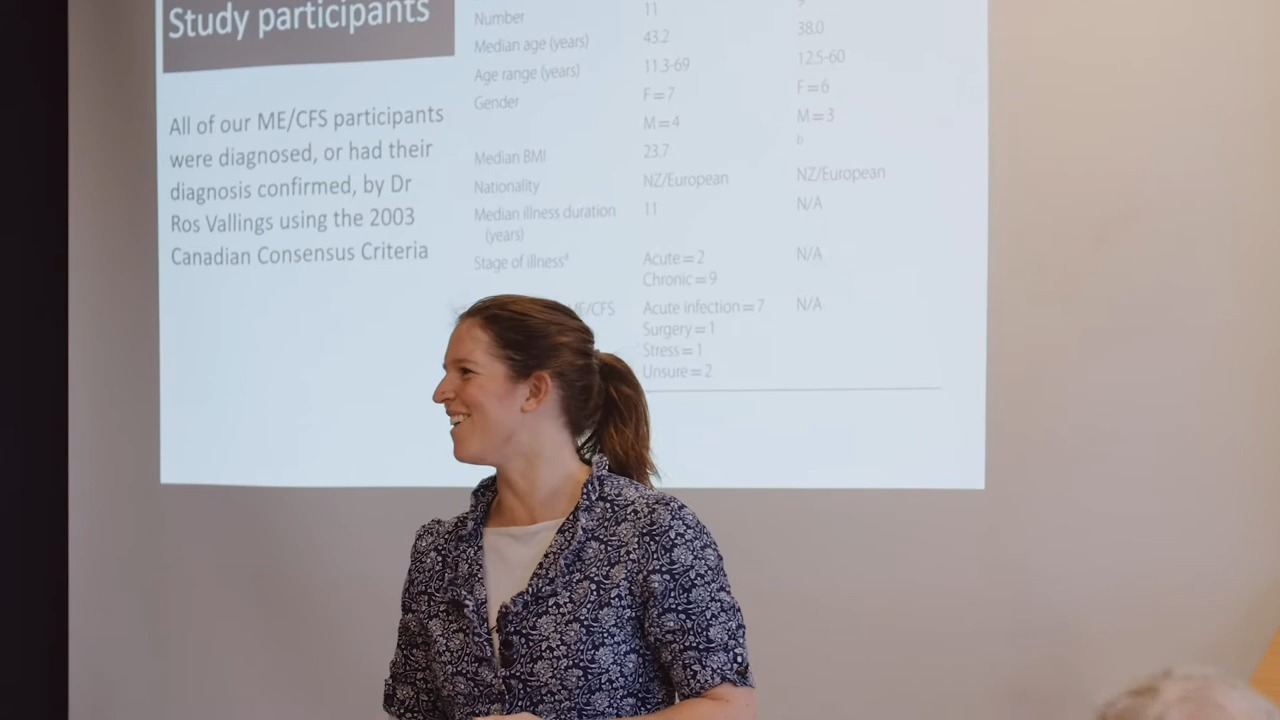 Study participants
All of our ME/CFS participants
were diagnosed, or had their
diagnosis confirmed, by Dr
Ros Vallings using the 2003
Canadian Consensus Criteria
Number 11 9
Median age (years) 43.2 38.0
Age range (years) 11.3-69 12.5-60
Gender F=7 F=6
M=4 M=3
Median BMI 23.7 b
Nationality NZ/European NZ/European
Median illness duration 11 N/A
(years)
Stage of illness Acute=2 N/A
Chronic=9
ME/CFS Acute infection=7 N/A
Surgery=1
Stress=1
Unsure=2